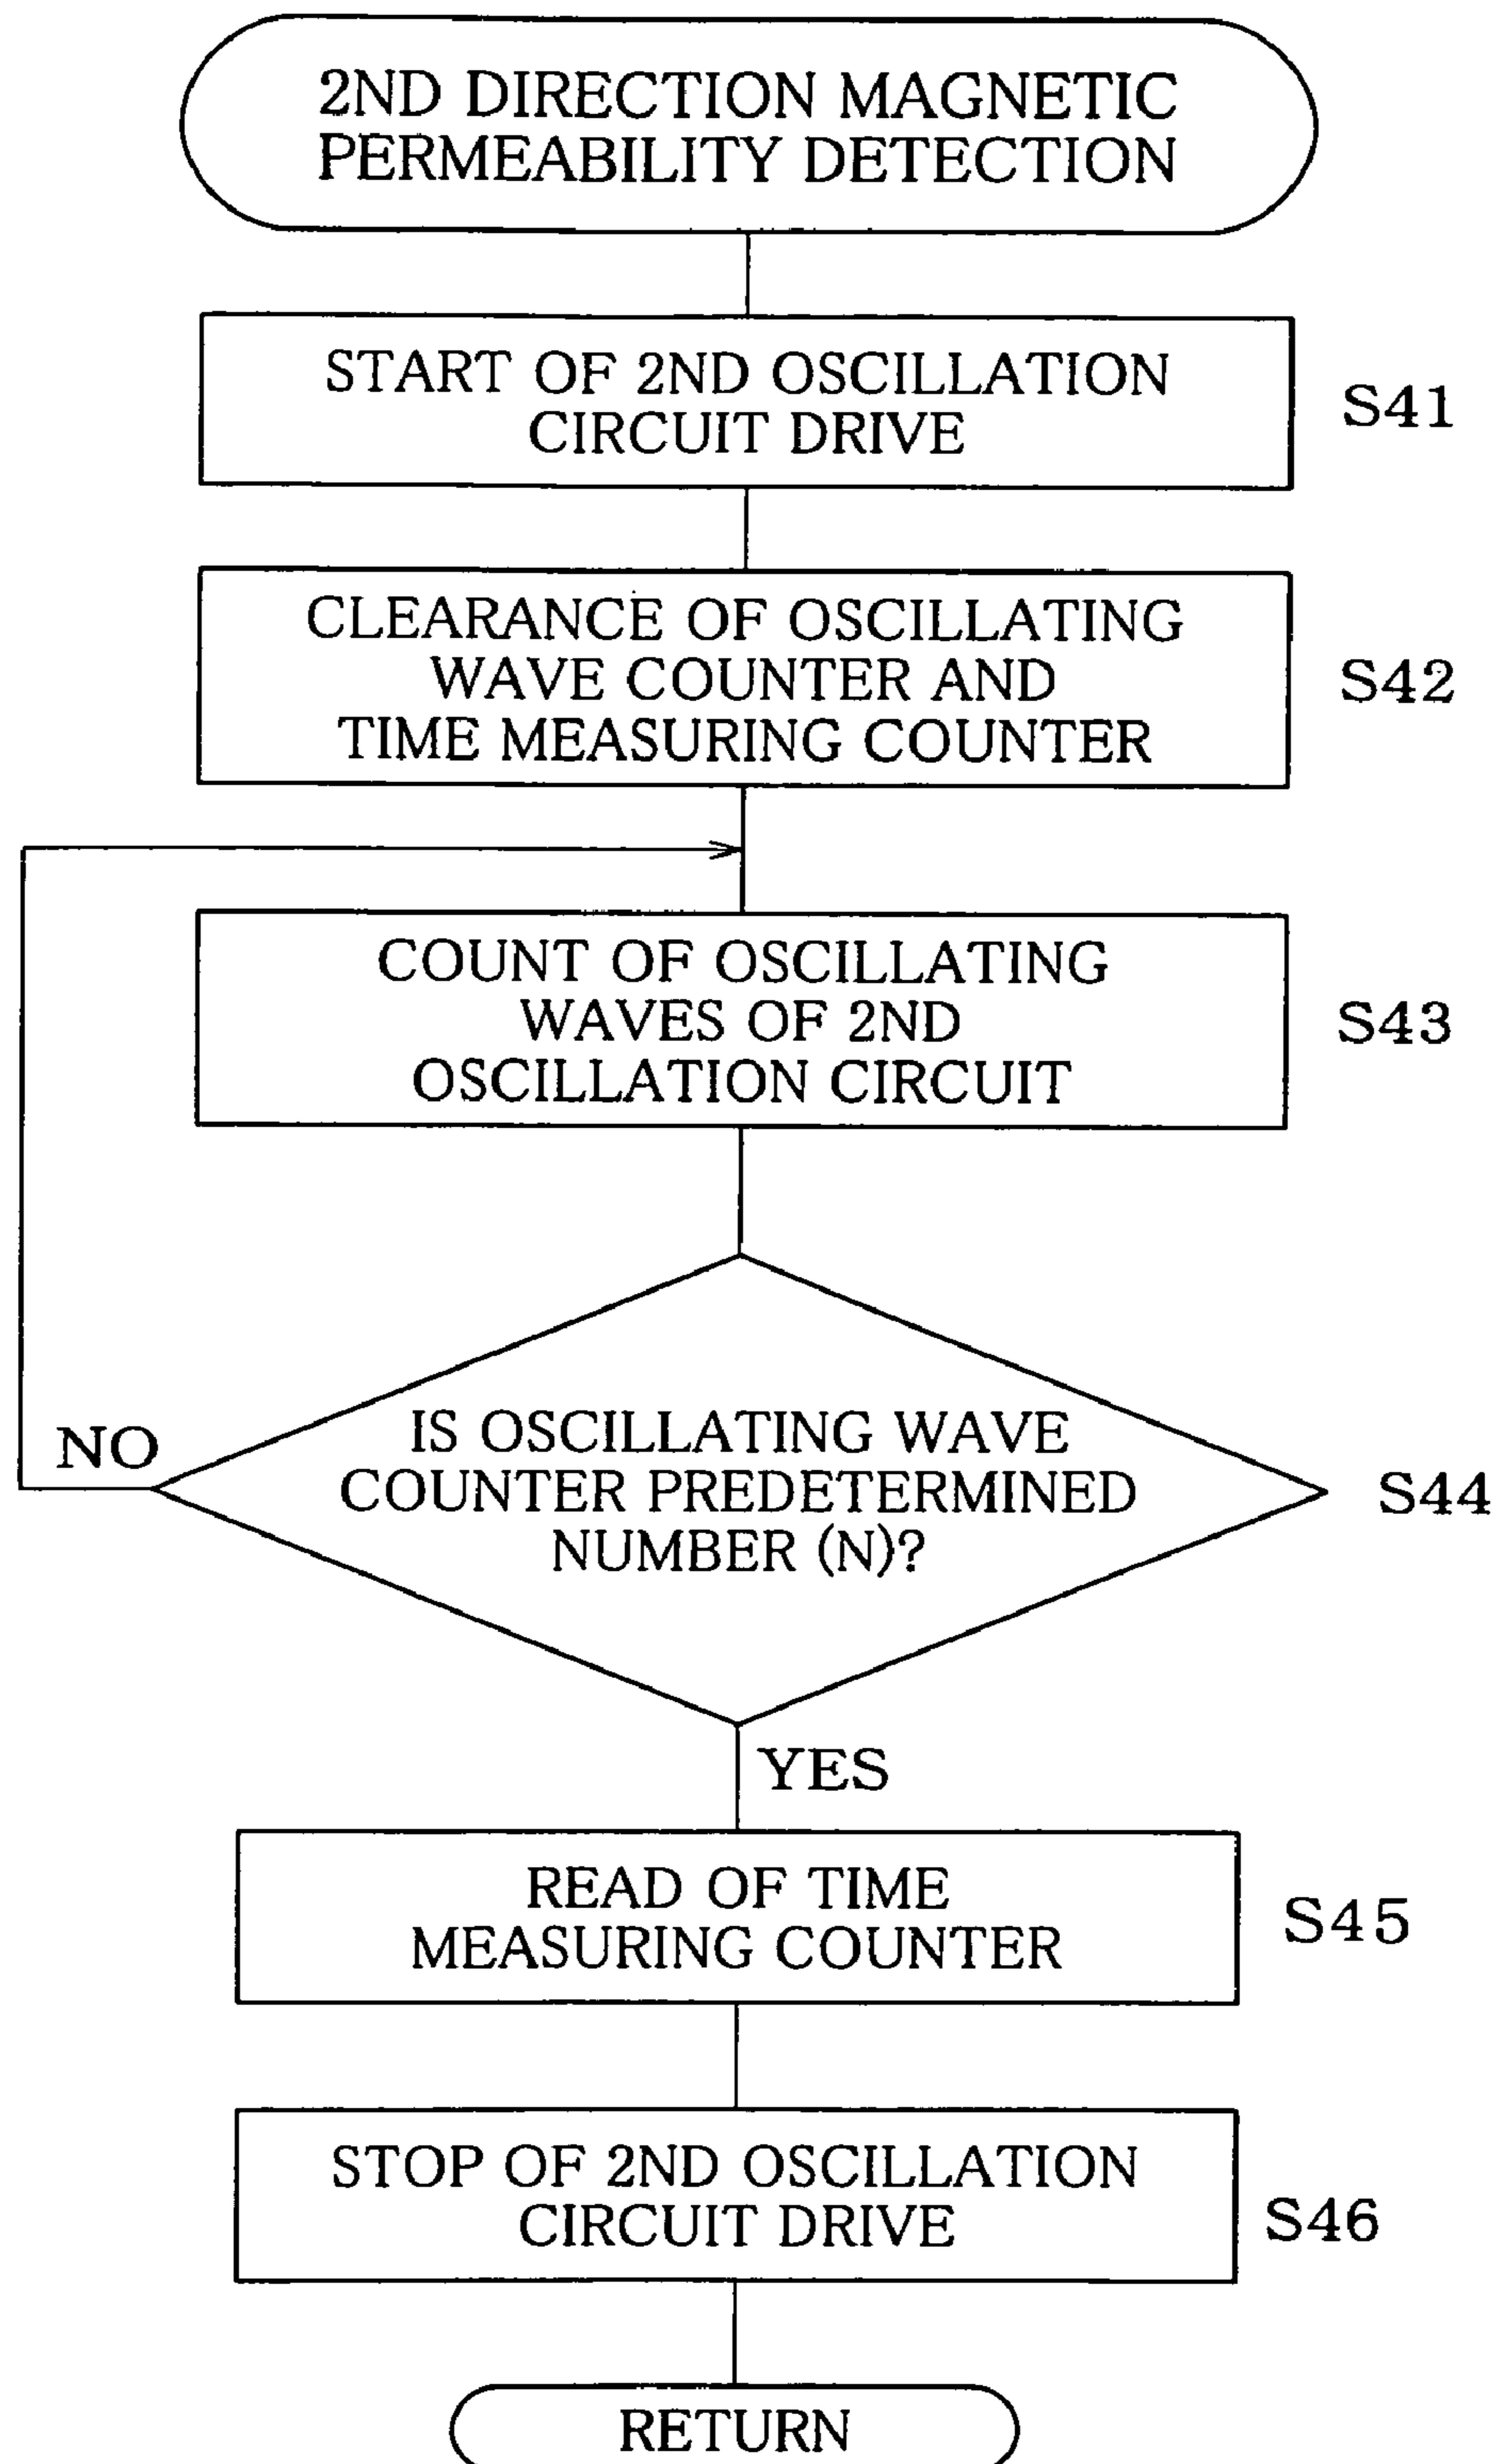 2ND DIRECTION MAGNETIC
PERMEABILITY DETECTION
START OF 2ND OSCILLATION
CIRCUIT DRIVE
S41
CLEARANCE OF OSCILLATING
WAVE COUNTER AND
TIME MEASURING COUNTER
S42
COUNT OF OSCILLATING
WAVES OF 2ND
OSCILLATION CIRCUIT
S43
IS OSCILLATING WAVE
COUNTER PREDETERMINED
NUMBER (N)?
S44
NO
YES
READ OF TIME
MEASURING COUNTER
S45
STOP OF 2ND OSCILLATION
CIRCUIT DRIVE
S46
RETURN